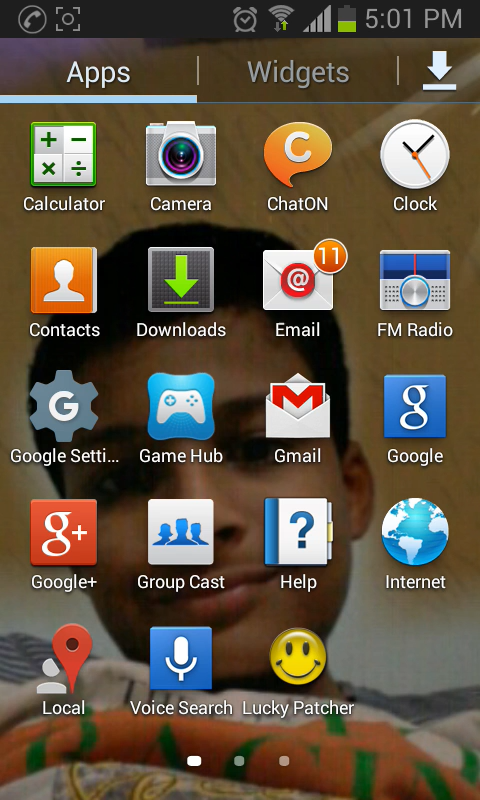 5:01 PM
Apps Widgets
Calculator Camera ChatON Clock
11
Contacts Downloads Email FM Radio
Google Setti... Game Hub Gmail Google
Google+ Group Cast Help Internet
Local Voice Search Lucky Patcher